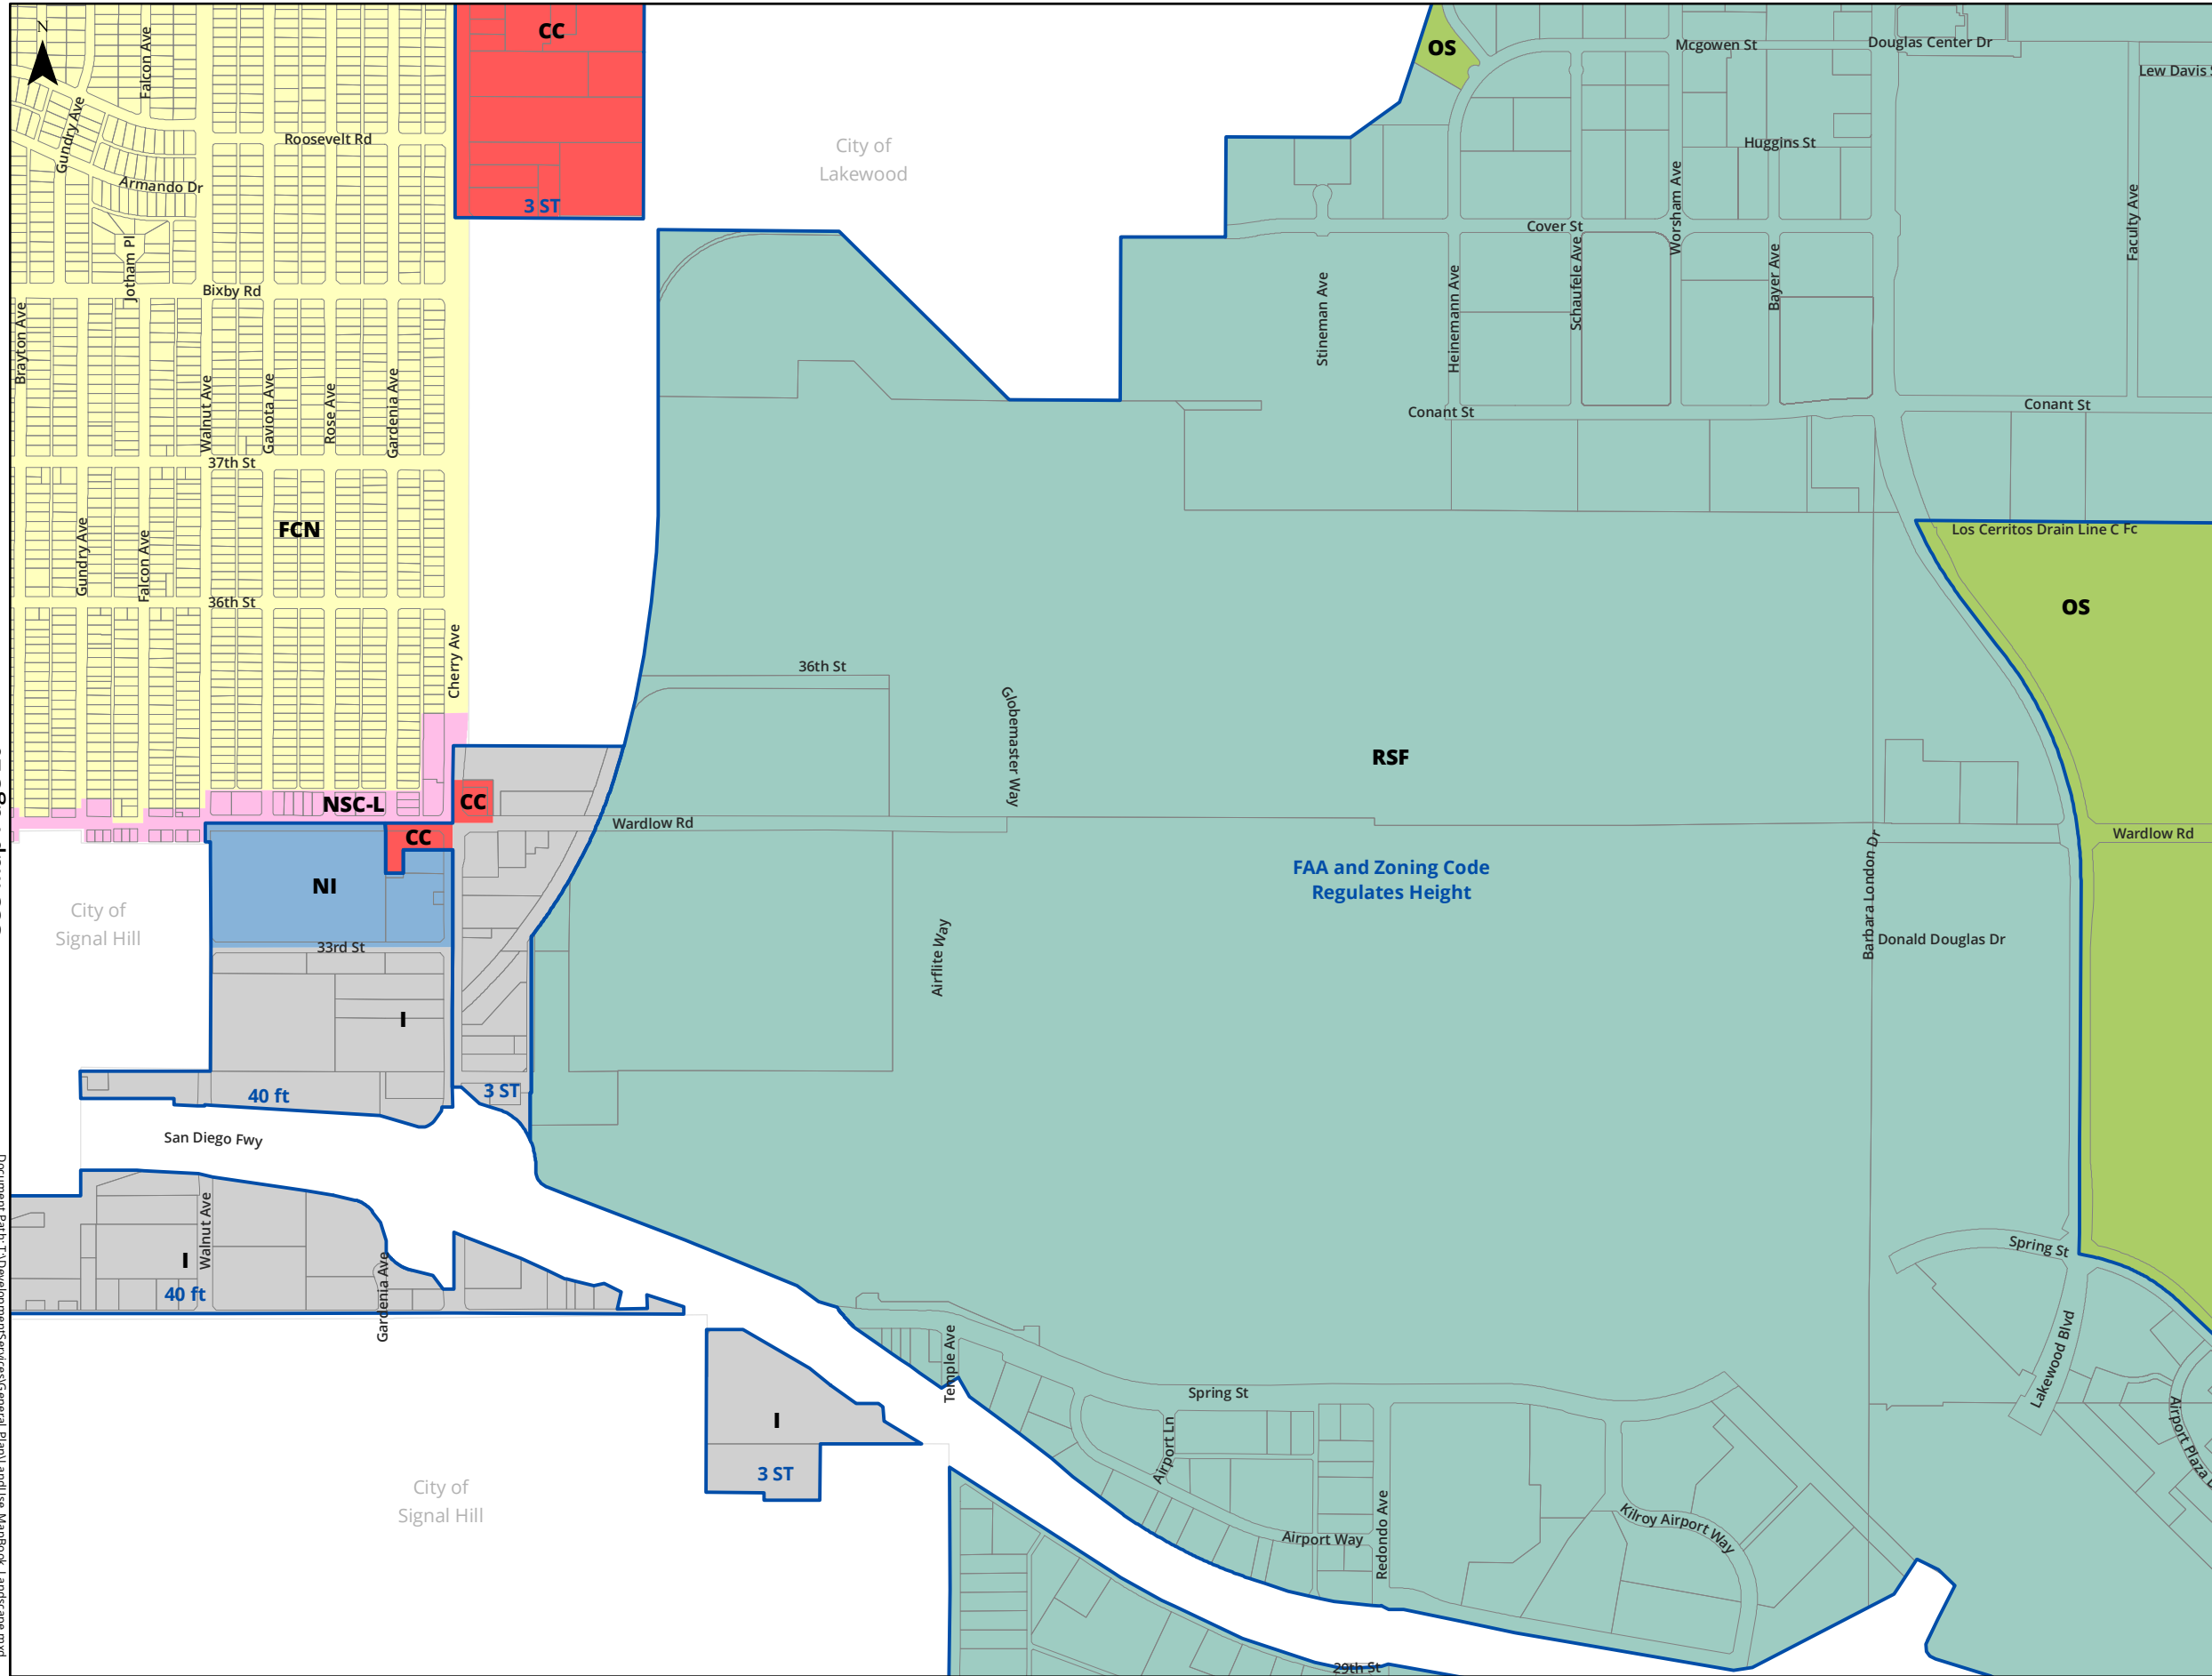 N
CC
OS
Mcgowen St
Douglas Center Dr
Lew Davis S
Falcon Ave
Gundry Ave
Roosevelt Rd
City of
Lakewood
Huggins St
Armando Dr
3 ST
Worsham Ave
Faculty Ave
Cover St
Jotham Pl
Bixby Rd
Stineman Ave
Heinemann Ave
Schaufele Ave
Bayer Ave
Brayton Ave
Walnut Ave
Gaviota Ave
Rose Ave
Gardenia Ave
Conant St
Conant St
37th St
FCN
Los Cerritos Drain Line C Fc
Gundry Ave
Falcon Ave
36th St
OS
Cherry Ave
36th St
Globemaster Way
RSF
NSC-L
CC
Wardlow Rd
Wardlow Rd
CC
FAA and Zoning Code
Regulates Height
NI
Barbara London Dr
City of
Signal Hill
33rd St
Airflite Way
Donald Douglas Dr
I
40 ft
3 ST
San Diego Fwy
Walnut Ave
I
40 ft
Gardenia Ave
Spring St
Lakewood Blvd
Temple Ave
Spring St
I
Airport Ln
3 ST
City of
Signal Hill
Airport Way
Redondo Ave
Kilroy Airport Way
Airport Plaza D
29th St